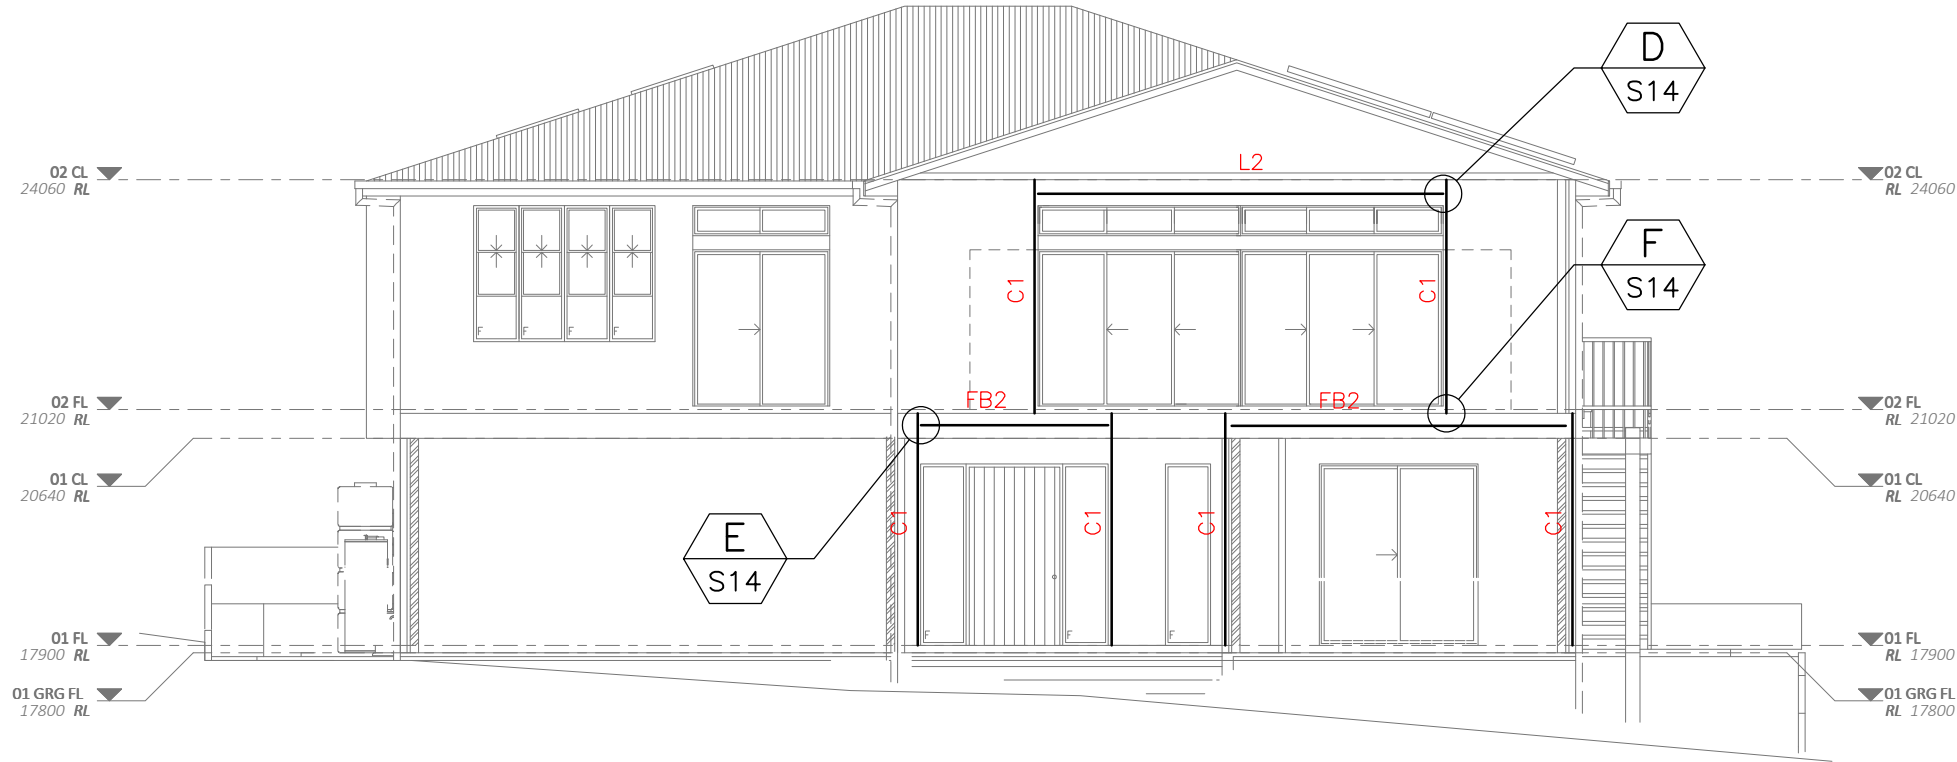 D
S14
L2
02 CL
24060 RL
02 CL
RL 24060
F
S14
C1
C1
F
F
F
F
FB2
FB2
02 FL
21020 RL
02 FL
RL 21020
01 CL
20640 RL
01 CL
RL 20640
C1
C1
C1
C1
E
S14
F
F
F
01 FL
17900 RL
01 FL
RL 17900
01 GRG FL
17800 RL
01 GRG FL
RL 17800